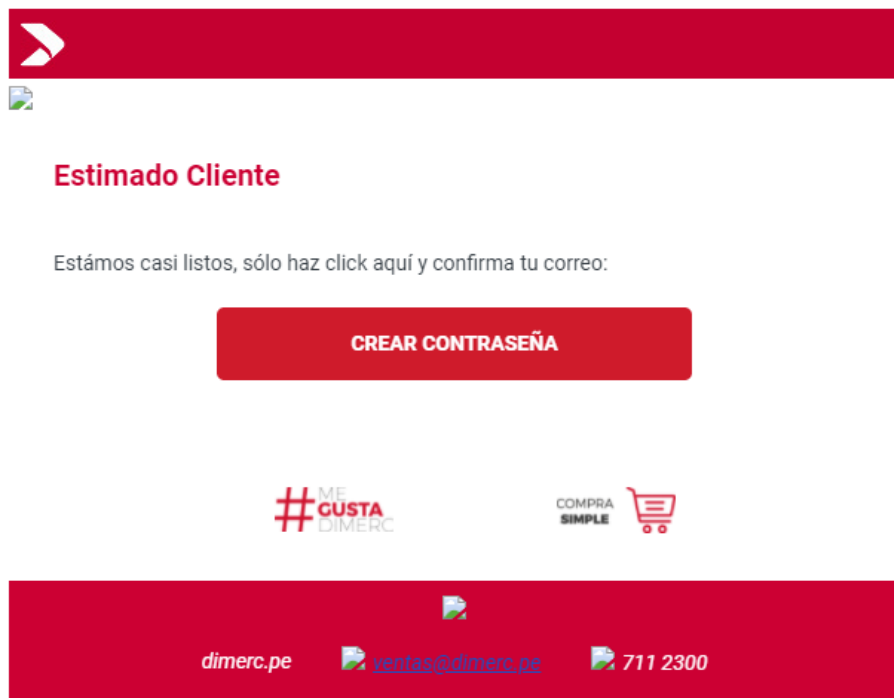 Estimado Cliente
Estámos casi listos, sólo haz click aquí y confirma tu correo:
CREAR CONTRASEÑA
#ME GUSTA DIMERC
COMPRA SIMPLE
dimerc.pe ventas@dimerc.pe 711 2300